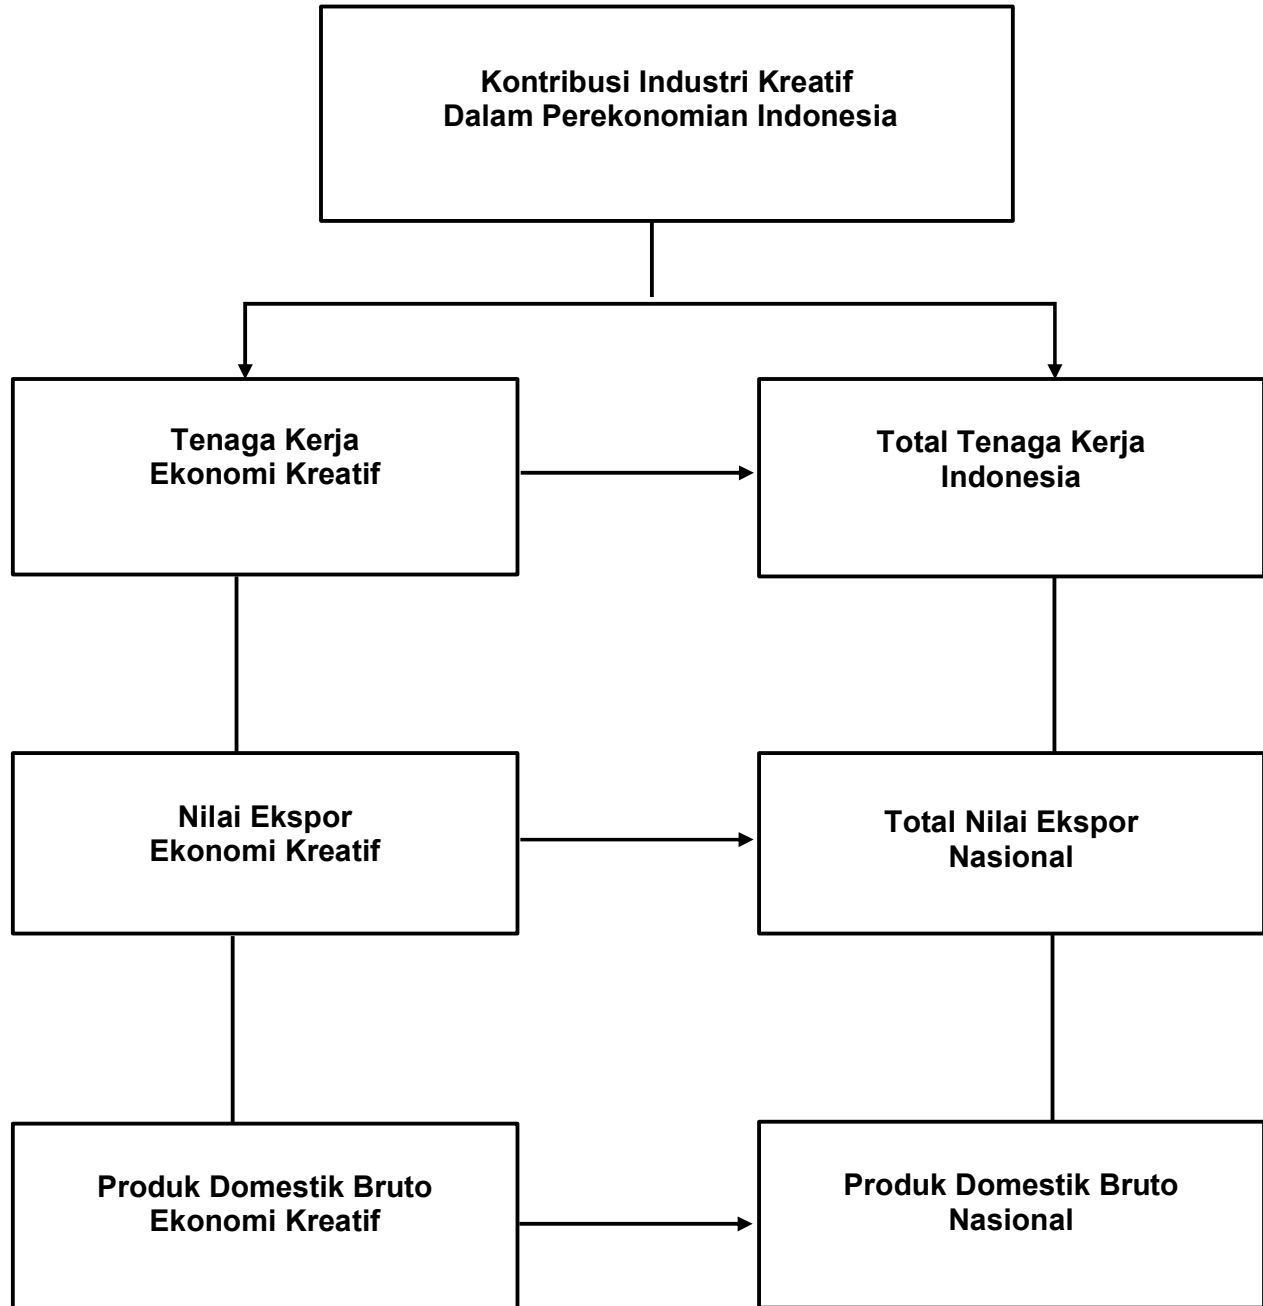 Kontribusi Industri Kreatif
Dalam Perekonomian Indonesia
Tenaga Kerja
Ekonomi Kreatif
Total Tenaga Kerja
Indonesia
Nilai Ekspor
Ekonomi Kreatif
Total Nilai Ekspor
Nasional
Produk Domestik Bruto
Ekonomi Kreatif
Produk Domestik Bruto
Nasional